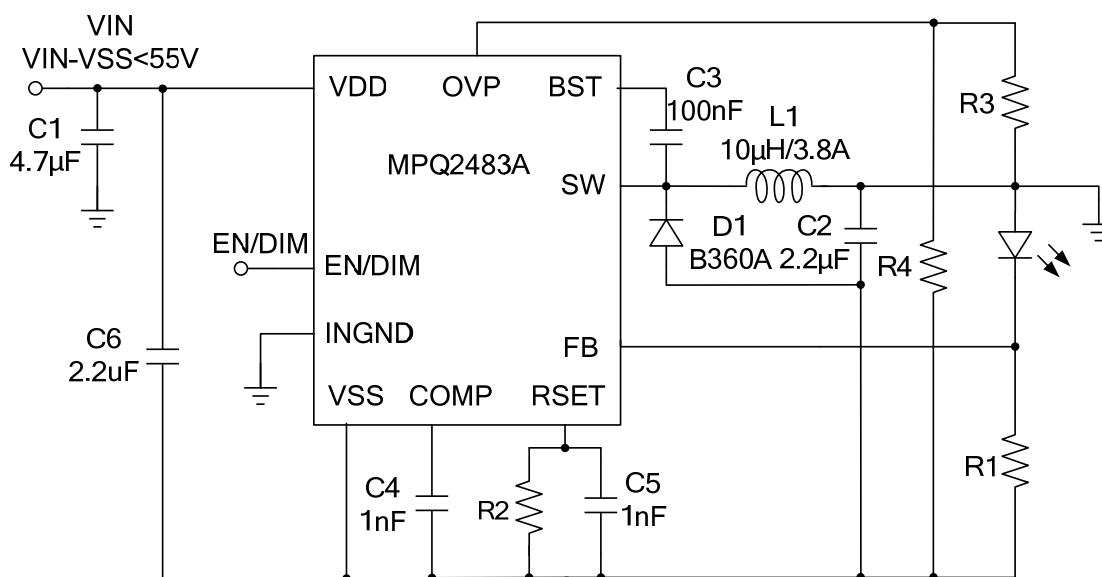 VIN
VIN-VSS<55V
VDD
OVP
BST
C3
100nF
R3
C1
4.7µF
MPQ2483A
L1
10µH/3.8A
SW
EN/DIM
EN/DIM
D1
B360A
C2
2.2µF
R4
INGND
FB
C6
2.2uF
VSS
COMP
RSET
R1
C4
1nF
R2
C5
1nF